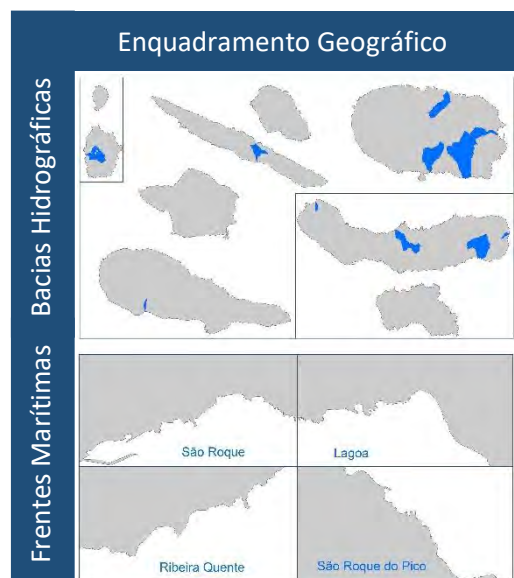 Enquadramento Geográfico
Bacias Hidrográficas
Frentes Marítimas
São Roque
Lagoa
Ribeira Quente
São Roque do Pico